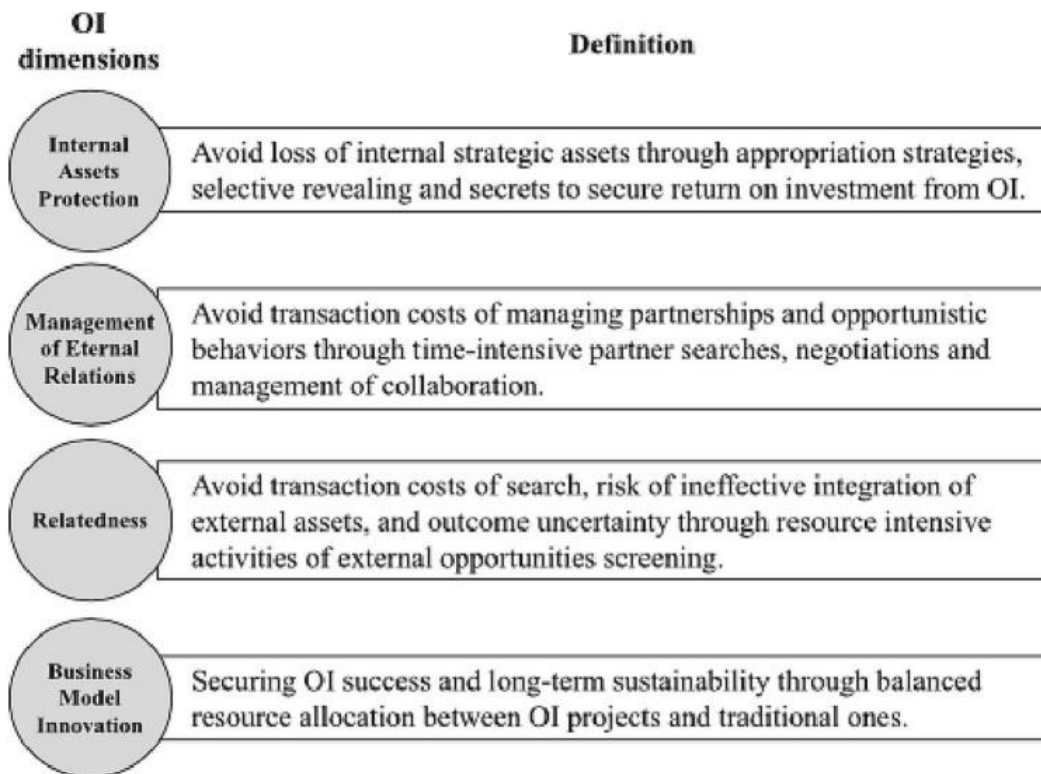 OI
dimensions
Definition
Internal
Assets
Protection
Avoid loss of internal strategic assets through appropriation strategies,
selective revealing and secrets to secure return on investment from OI.
Management
of Eternal
Relations
Avoid transaction costs of managing partnerships and opportunistic
behaviors through time-intensive partner searches, negotiations and
management of collaboration.
Relatedness
Avoid transaction costs of search, risk of ineffective integration of
external assets, and outcome uncertainty through resource intensive
activities of external opportunities screening.
Business
Model
Innovation
Securing OI success and long-term sustainability through balanced
resource allocation between OI projects and traditional ones.